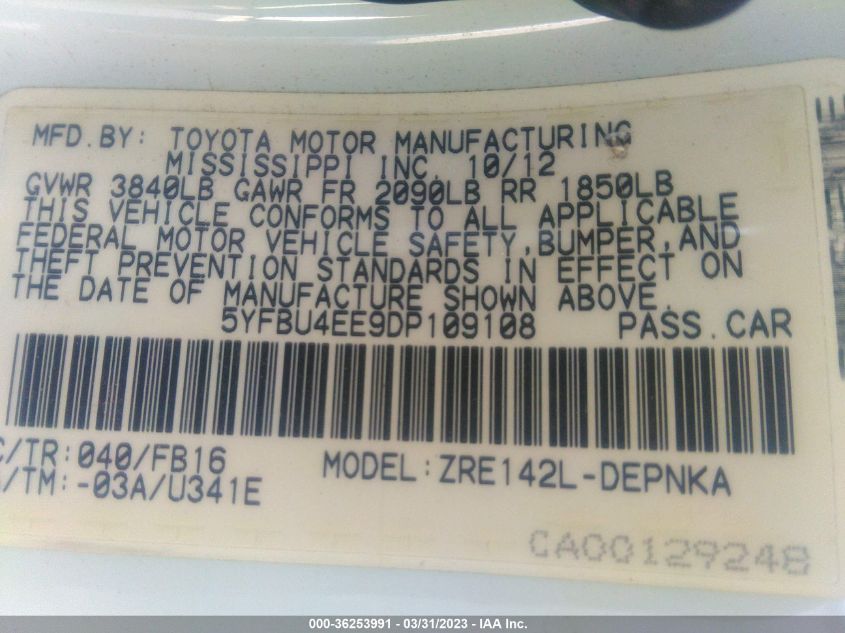 MFD.BY: TOYOTA MOTOR MANUFACTURING
MISSISSIPPI INC. 10/12
GVWR 3840LB GAWR FR 2090LB RR 1850LB
THIS VEHICLE CONFORMS TO ALL APPLICABLE
FEDERAL MOTOR VEHICLE SAFETY,BUMPER,AND
THEFT PREVENTION STANDARDS IN EFFECT ON
THE DATE OF MANUFACTURE SHOWN ABOVE.
5YFBU4EE9DP109108 PASS.CAR
C/TR:040/FB16 MODEL:ZRE142L-DEPNKA
/TM:-03A/U341E
CA00129248
000-36253991 - 03/31/2023 - IAA Inc.